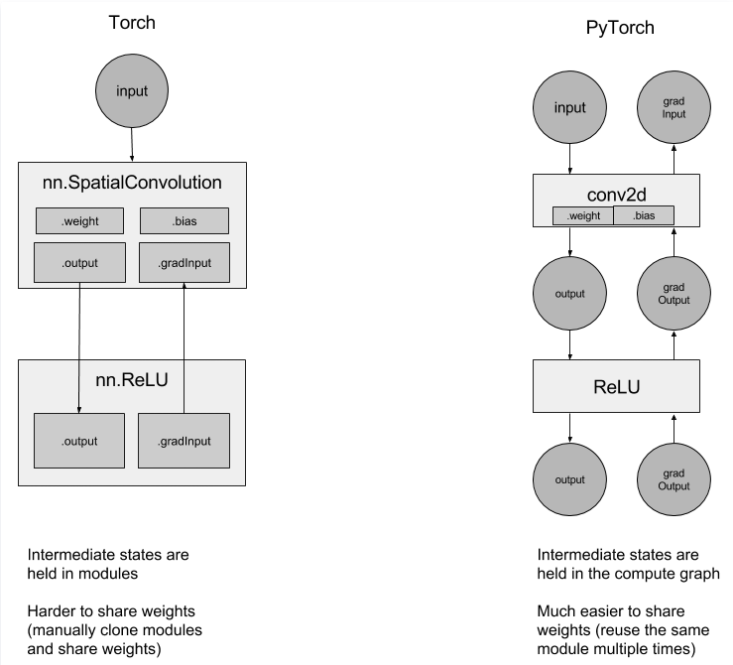 Torch
input
nn.SpatialConvolution
.weight
.bias
.output
.gradInput
nn.ReLU
.output
.gradInput
Intermediate states are
held in modules
Harder to share weights
(manually clone modules
and share weights)
PyTorch
input
grad
Input
conv2d
.weight
.bias
output
grad
Output
ReLU
output
grad
Output
Intermediate states are
held in the compute graph
Much easier to share
weights (reuse the same
module multiple times)